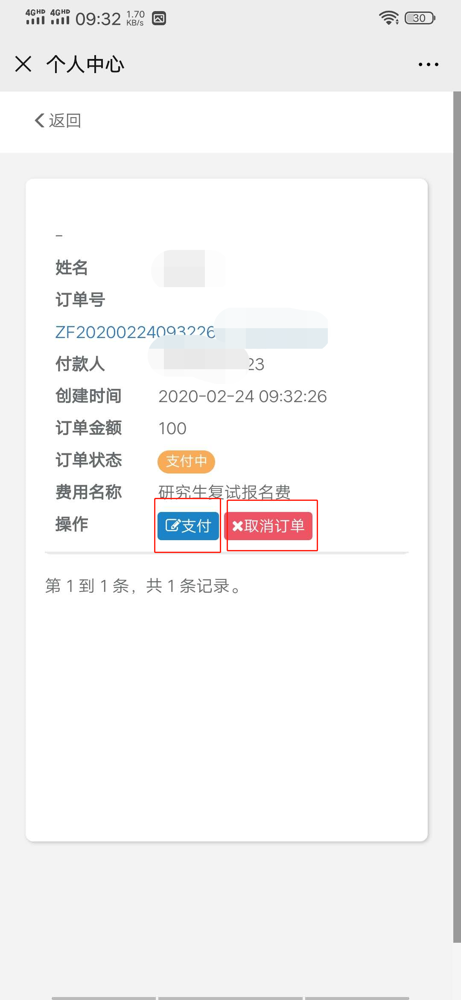 4GHD 4GHD 09:32 1.70 KB/s 30
个人中心
返回
-
姓名
订单号
ZF20200224093226
付款人 23
创建时间 2020-02-24 09:32:26
订单金额 100
订单状态 支付中
费用名称 研究生复试报名费
操作 支付 取消订单
第 1 到 1 条，共 1 条记录。